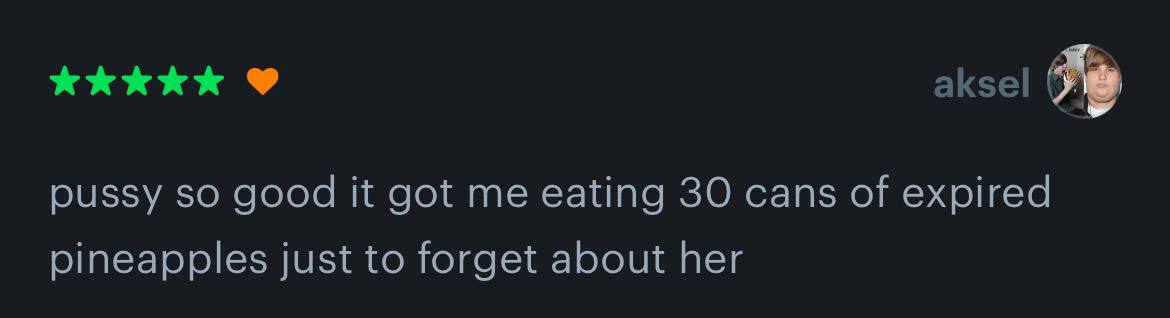 aksel
pussy so good it got me eating 30 cans of expired
pineapples just to forget about her